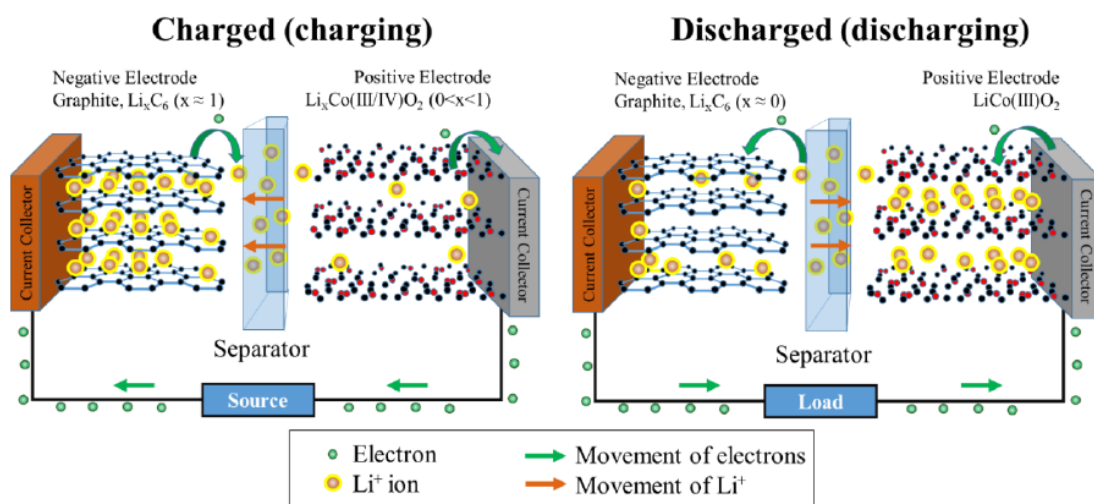 Charged (charging)
Negative Electrode
Graphite, LiₓC₆ (x ≈ 1)
Positive Electrode
LiₓCo(III/IV)O₂ (0<x<1)
Current Collector
Current Collector
Separator
Source
Discharged (discharging)
Negative Electrode
Graphite, LiₓC₆ (x ≈ 0)
Positive Electrode
LiCo(III)O₂
Current Collector
Current Collector
Separator
Load
Electron
Movement of electrons
Li⁺ ion
Movement of Li⁺